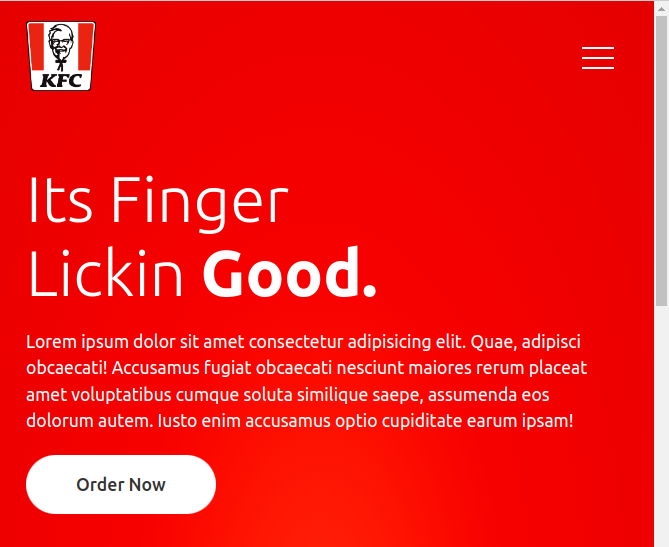 KFC
Its Finger
Lickin Good.
Lorem ipsum dolor sit amet consectetur adipisicing elit. Quae, adipisci
obcaecati! Accusamus fugiat obcaecati nesciunt maiores rerum placeat
amet voluptatibus cumque soluta similique saepe, assumenda eos
dolorum autem. Iusto enim accusamus optio cupiditate earum ipsam!
Order Now